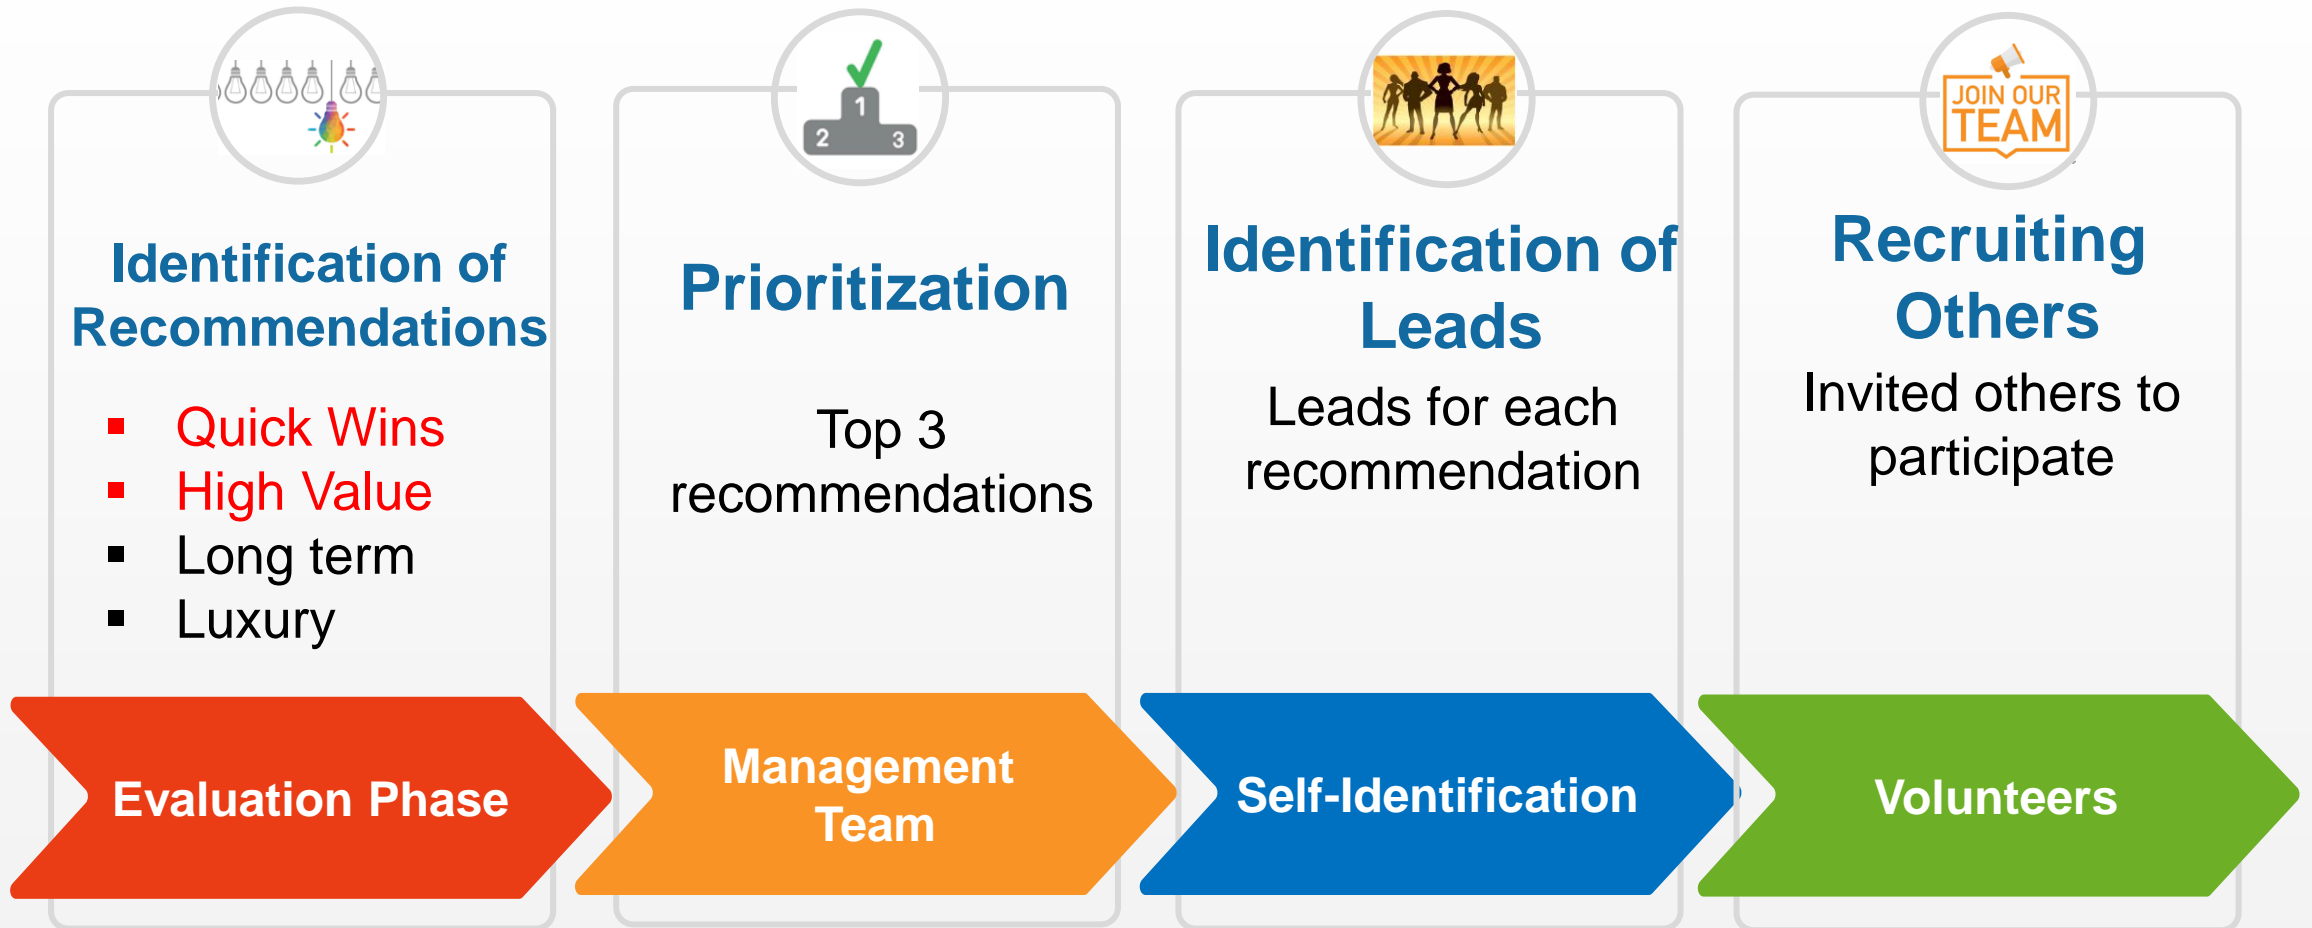 Identification of
Recommendations
▪ Quick Wins
▪ High Value
▪ Long term
▪ Luxury
Evaluation Phase
1
2
3
Prioritization
Top 3
recommendations
Management
Team
Identification of
Leads
Leads for each
recommendation
Self-Identification
JOIN OUR
TEAM
Recruiting
Others
Invited others to
participate
Volunteers